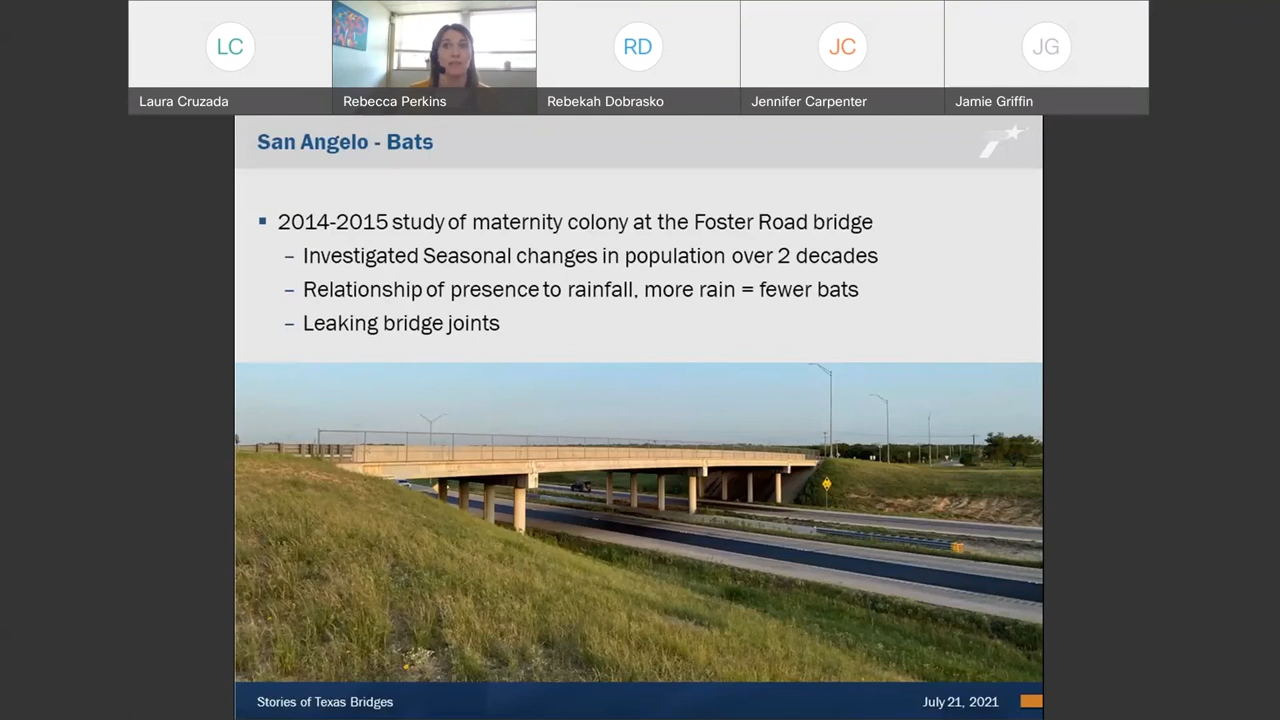 LC
RD
JC
JG
Laura Cruzada
Rebecca Perkins
Rebekah Dobrasko
Jennifer Carpenter
Jamie Griffin
San Angelo - Bats
▪ 2014-2015 study of maternity colony at the Foster Road bridge
– Investigated Seasonal changes in population over 2 decades
– Relationship of presence to rainfall, more rain = fewer bats
– Leaking bridge joints
Stories of Texas Bridges
July 21, 2021